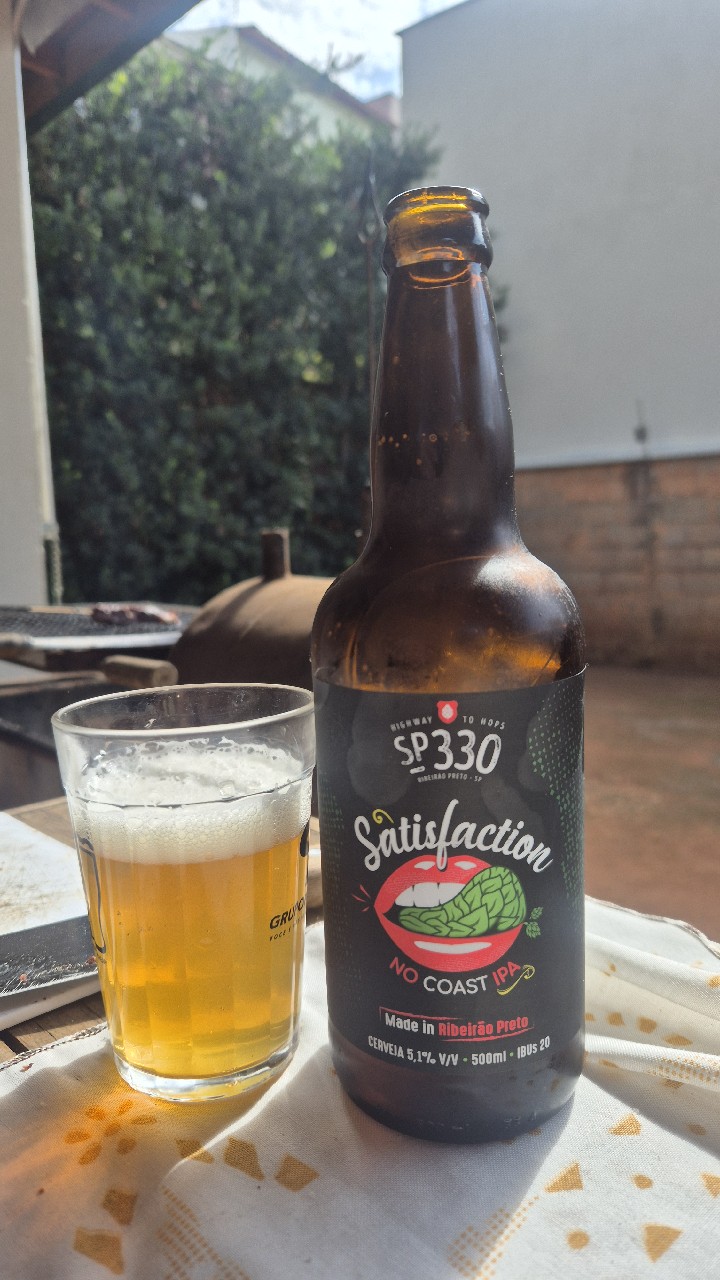 HIGHWAY TO HOPS
SP330
RIBEIRÃO PRETO - SP
Satisfaction
NO COAST IPA
Made in Ribeirão Preto
CERVEJA 5,1% V/V • 500ml • IBUs 20